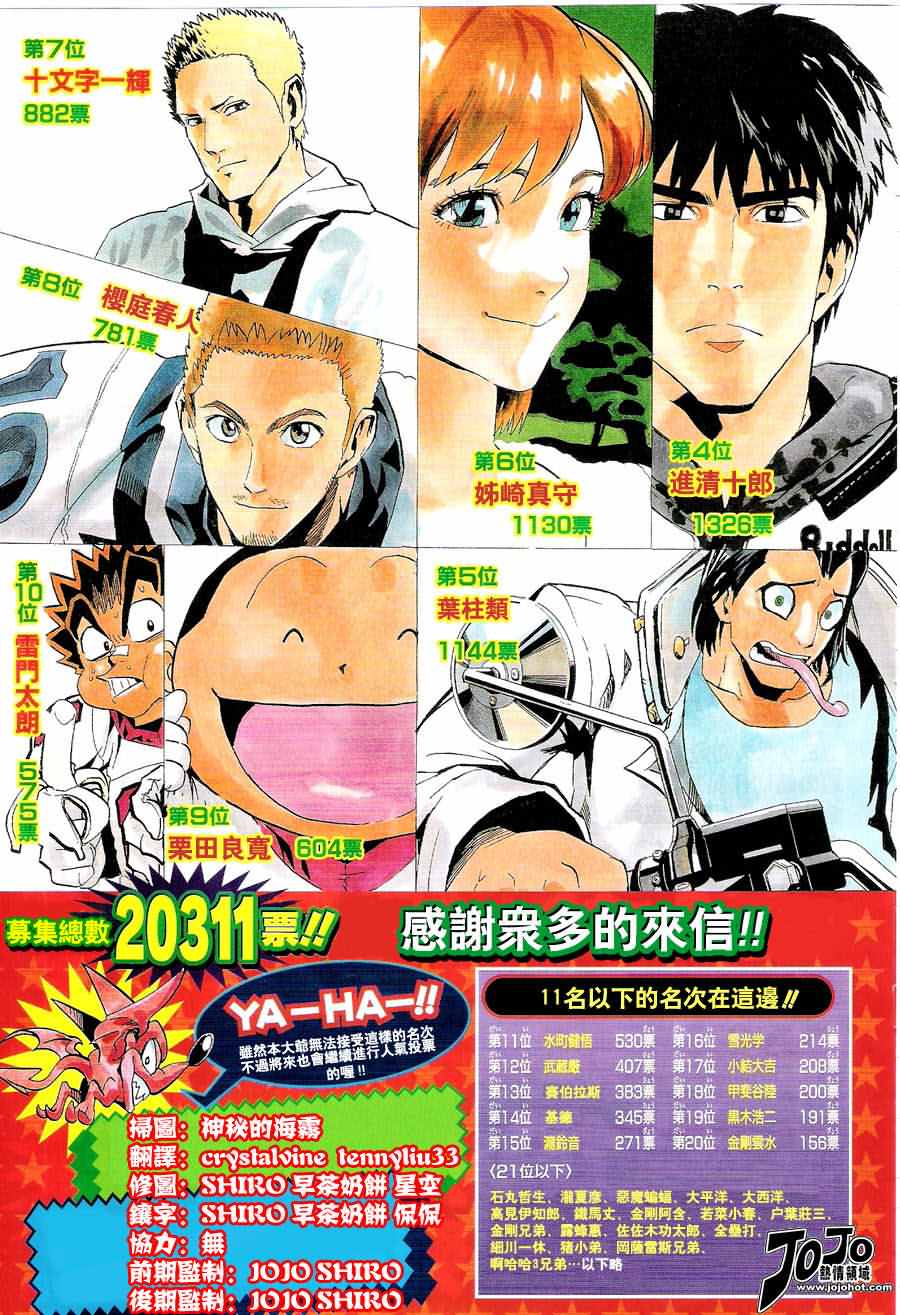 第7位
十文字一輝
882票
第8位
櫻庭春人
781票
第6位
姊崎真守
1130票
第4位
進清十郎
1326票
第10位
雷門太朗
575票
第9位
栗田良寬
604票
第5位
葉柱類
1144票
募集總數20311票!!
感謝衆多的來信!!
YA－HA－!!
雖然本大爺無法接受這樣的名次
不過將來也會繼續進行人氣投票
的喔!!
掃圖：神秘的海霧
翻譯：crystalvine tennyliu33
修圖：SHIRO 早茶奶餅 星空
鑲字：SHIRO 早茶奶餅 侃侃
協力：無
前期監制：JOJO SHIRO
後期監制：JOJO SHIRO
11名以下的名次在這邊!!
第11位 水町健悟 530票
第12位 武藏嚴 407票
第13位 賽伯拉斯 383票
第14位 基德 345票
第15位 瀧鈴音 271票
第16位 雪光学 214票
第17位 小結大吉 208票
第18位 甲斐谷陸 200票
第19位 黒木浩二 191票
第20位 金剛雲水 156票
〈21位以下〉
石丸哲生、瀧夏彥、惡魔蝙蝠、大平洋、大西洋、
高見伊知郎、鐵馬丈、金剛阿含、若菜小春、户葉莊三、
金剛兄弟、露蜂惠、佐佐木功太郎、全壘打、
細川一休、猪小弟、岡薩雷斯兄弟、
啊哈哈³兄弟…以下略
JOJO
熱情領域
www.jojohot.com